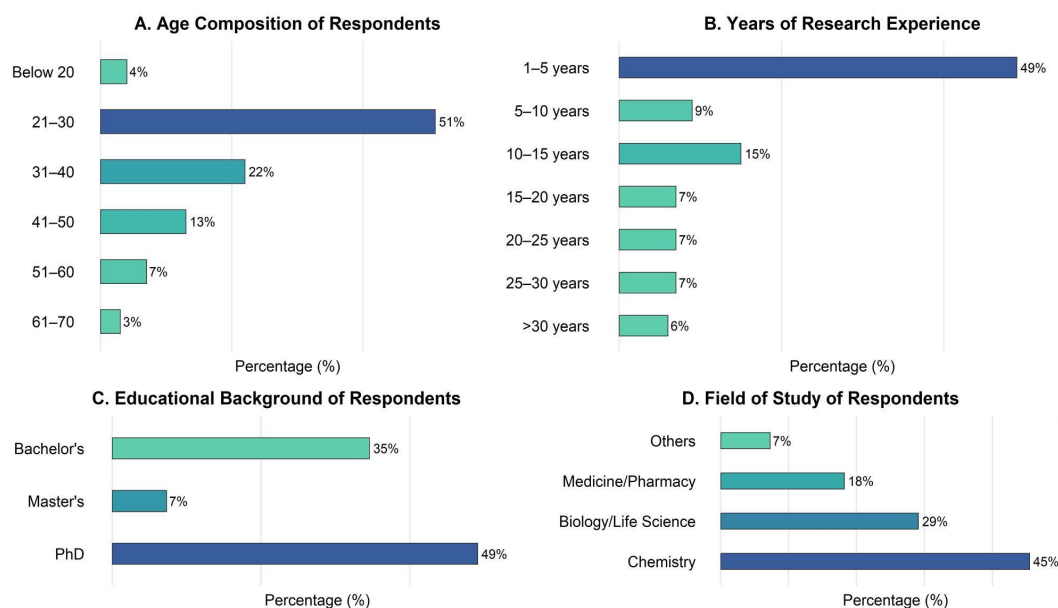 A. Age Composition of Respondents
Below 20 4%
21–30 51%
31–40 22%
41–50 13%
51–60 7%
61–70 3%
Percentage (%)
B. Years of Research Experience
1–5 years 49%
5–10 years 9%
10–15 years 15%
15–20 years 7%
20–25 years 7%
25–30 years 7%
>30 years 6%
Percentage (%)
C. Educational Background of Respondents
Bachelor's 35%
Master's 7%
PhD 49%
Percentage (%)
D. Field of Study of Respondents
Others 7%
Medicine/Pharmacy 18%
Biology/Life Science 29%
Chemistry 45%
Percentage (%)